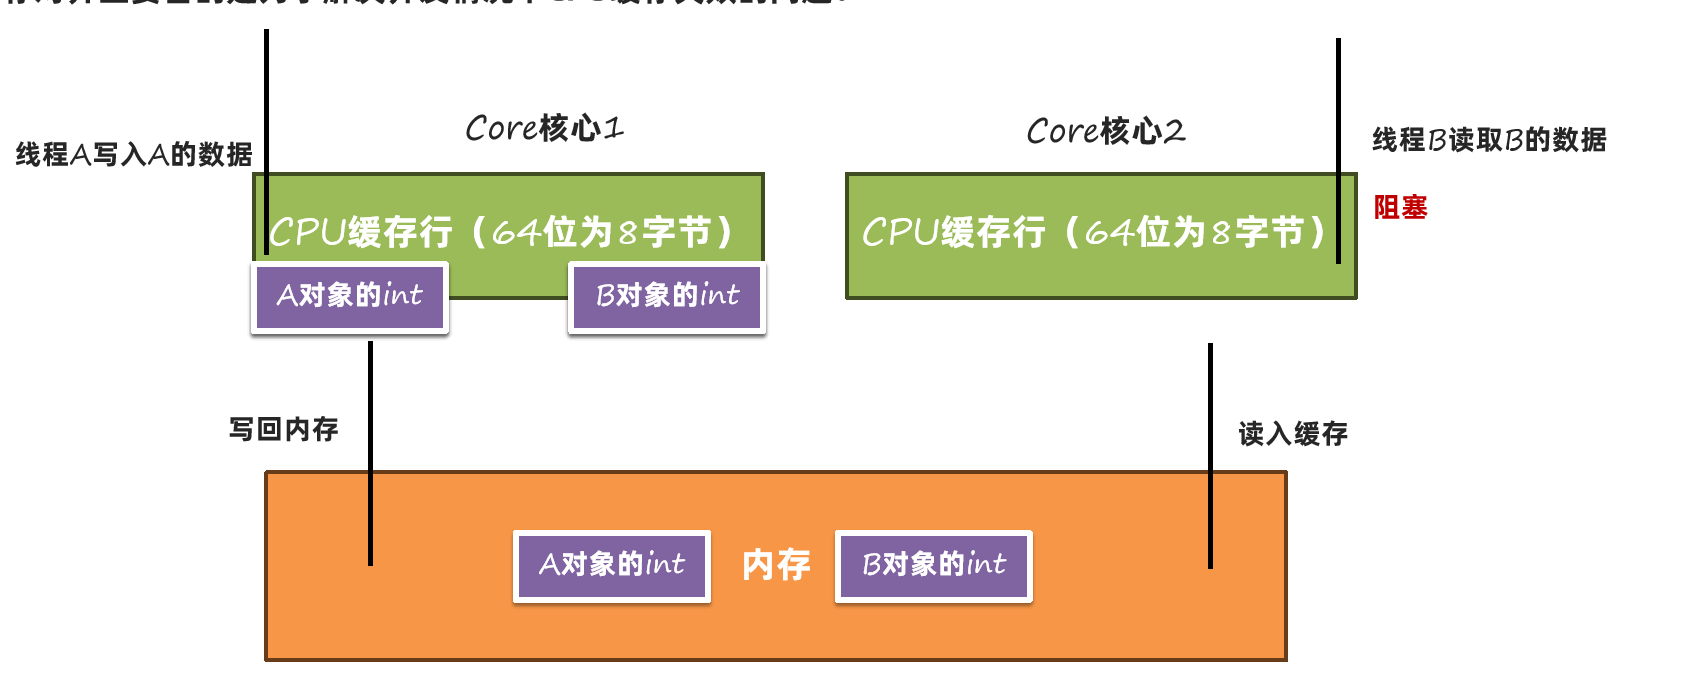 Core核心1
Core核心2
线程A写入A的数据
线程B读取B的数据
阻塞
CPU缓存行（64位为8字节）
CPU缓存行（64位为8字节）
A对象的int
B对象的int
写回内存
读入缓存
A对象的int
内存
B对象的int